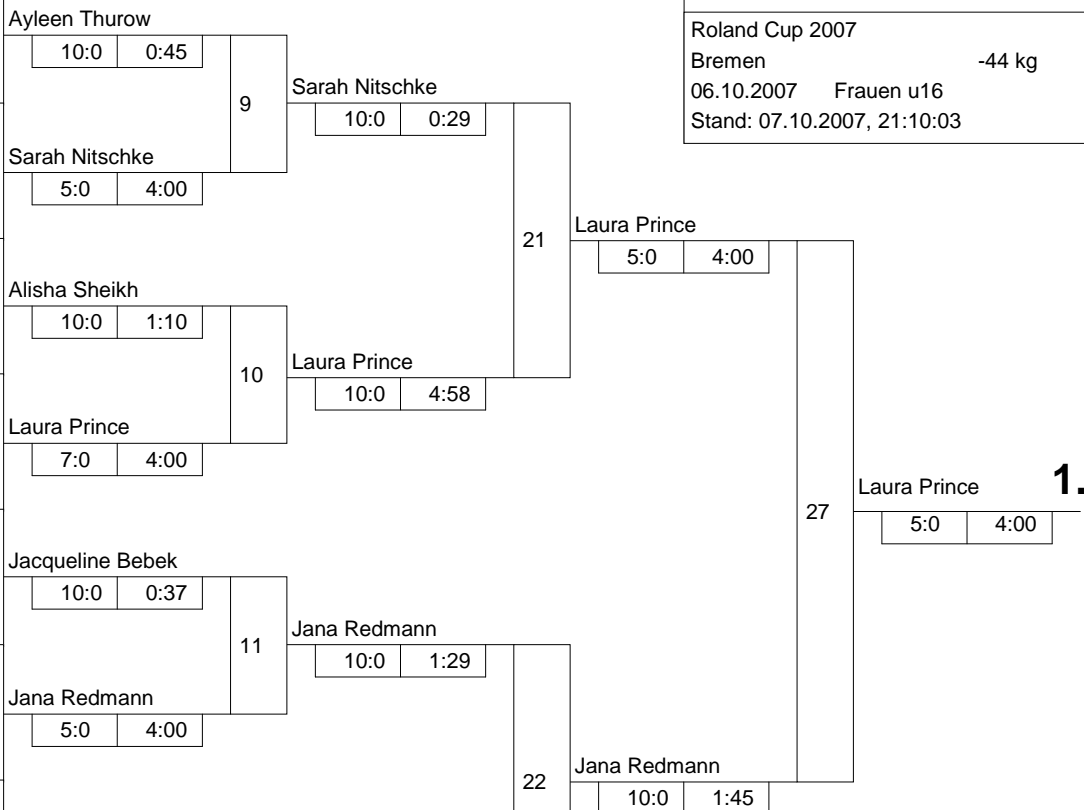 Ayleen Thurow
10:0 0:45
9
Sarah Nitschke
5:0 4:00
Alisha Sheikh
10:0 1:10
10
Laura Prince
7:0 4:00
Jacqueline Bebek
10:0 0:37
11
Jana Redmann
5:0 4:00
Sarah Nitschke
10:0 0:29
21
Laura Prince
10:0 4:58
Jana Redmann
10:0 1:29
22
Laura Prince
5:0 4:00
27
Jana Redmann
10:0 1:45
Laura Prince 1.
5:0 4:00
Roland Cup 2007
Bremen -44 kg
06.10.2007 Frauen u16
Stand: 07.10.2007, 21:10:03